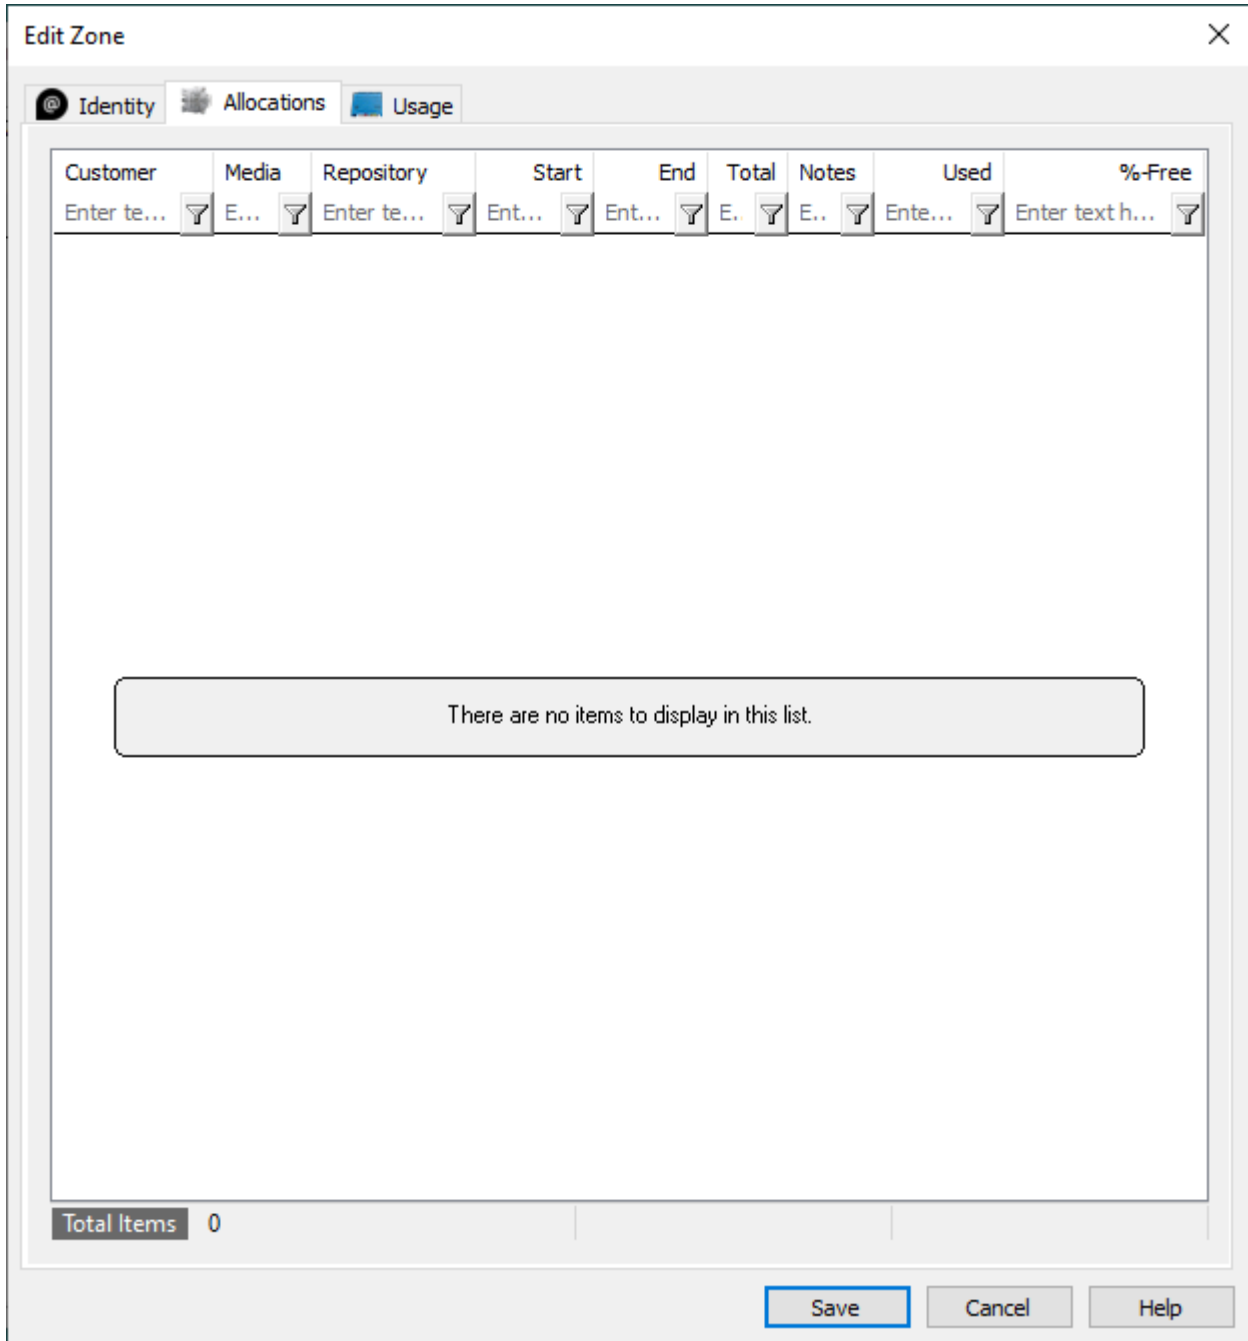 Edit Zone
Identity Allocations Usage
Customer Media Repository Start End Total Notes Used %-Free
Enter te... E... Enter te... Ent... Ent... E. E.. Ente... Enter text h...
There are no items to display in this list.
Total Items 0
Save Cancel Help